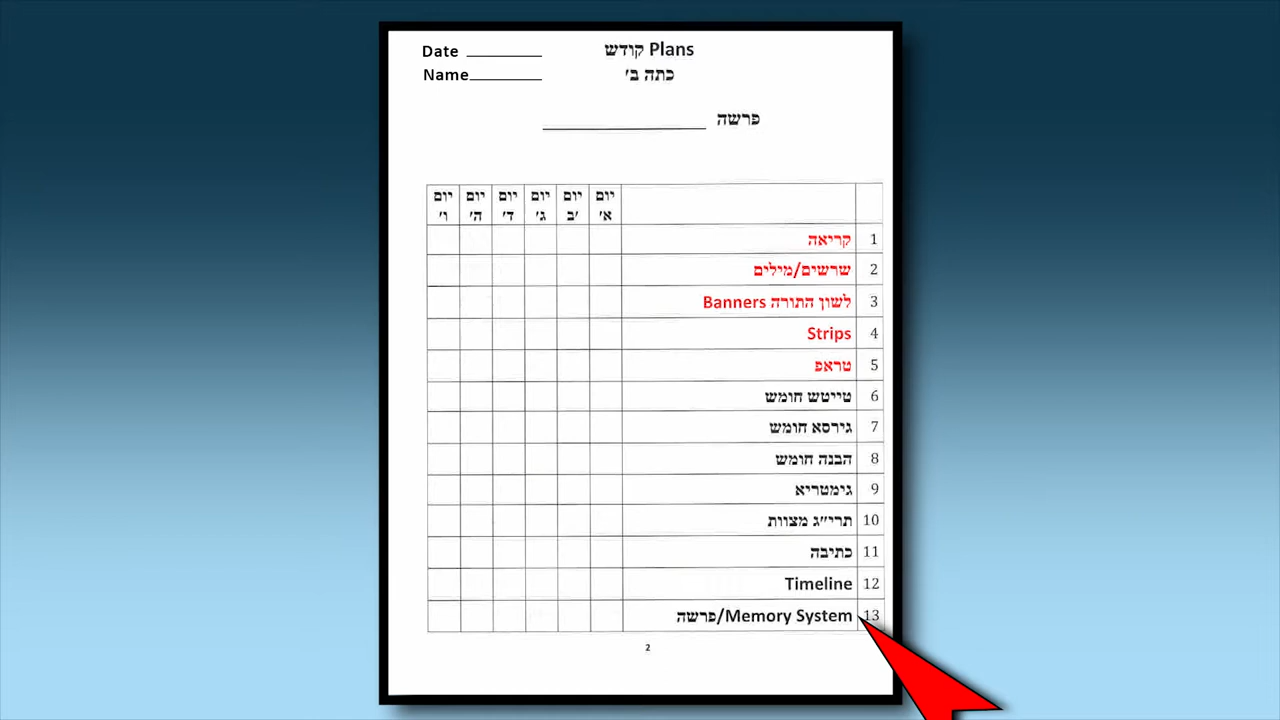 Date ________ קודש Plans
Name________ כתה ב'
פרשה ________________
יום א' יום ב' יום ג' יום ד' יום ה' יום ו'
1 קריאה
2 שרשים/מילים
3 לשון התורה Banners
4 Strips
5 טראפ
6 טייטש חומש
7 גירסא חומש
8 הבנה חומש
9 גימטריא
10 תרי״ג מצוות
11 כתיבה
12 Timeline
13 Memory System/פרשה
2